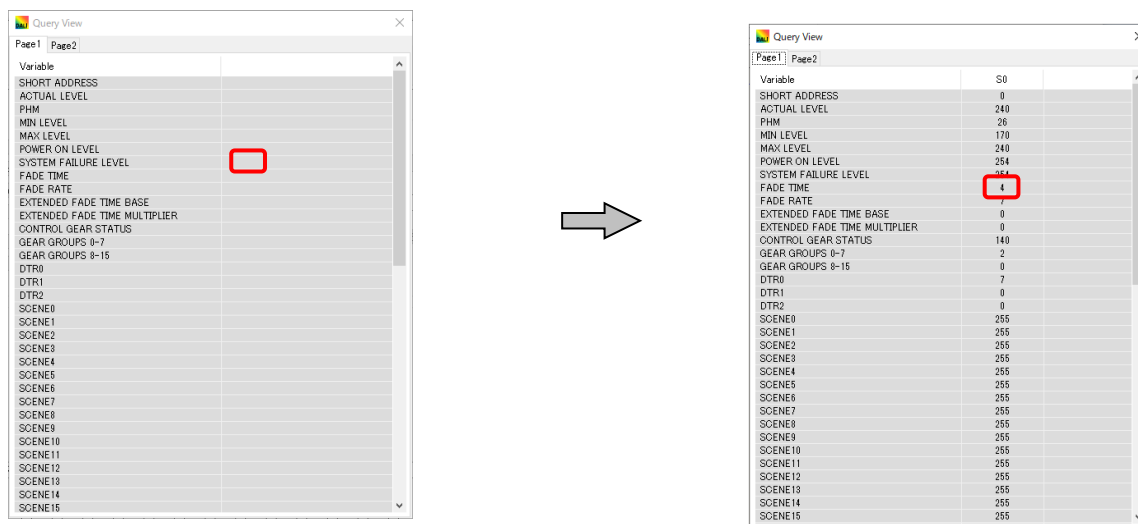 Query View
Page1 Page2
Variable
SHORT ADDRESS
ACTUAL LEVEL
PHM
MIN LEVEL
MAX LEVEL
POWER ON LEVEL
SYSTEM FAILURE LEVEL
FADE TIME
FADE RATE
EXTENDED FADE TIME BASE
EXTENDED FADE TIME MULTIPLIER
CONTROL GEAR STATUS
GEAR GROUPS 0-7
GEAR GROUPS 8-15
DTR0
DTR1
DTR2
SCENE0
SCENE1
SCENE2
SCENE3
SCENE4
SCENE5
SCENE6
SCENE7
SCENE8
SCENE9
SCENE10
SCENE11
SCENE12
SCENE13
SCENE14
SCENE15
Query View
Page1 Page2
Variable S0
SHORT ADDRESS 0
ACTUAL LEVEL 240
PHM 26
MIN LEVEL 170
MAX LEVEL 240
POWER ON LEVEL 254
SYSTEM FAILURE LEVEL 254
FADE TIME 4
FADE RATE 7
EXTENDED FADE TIME BASE 0
EXTENDED FADE TIME MULTIPLIER 0
CONTROL GEAR STATUS 140
GEAR GROUPS 0-7 2
GEAR GROUPS 8-15 0
DTR0 7
DTR1 0
DTR2 0
SCENE0 255
SCENE1 255
SCENE2 255
SCENE3 255
SCENE4 255
SCENE5 255
SCENE6 255
SCENE7 255
SCENE8 255
SCENE9 255
SCENE10 255
SCENE11 255
SCENE12 255
SCENE13 255
SCENE14 255
SCENE15 255